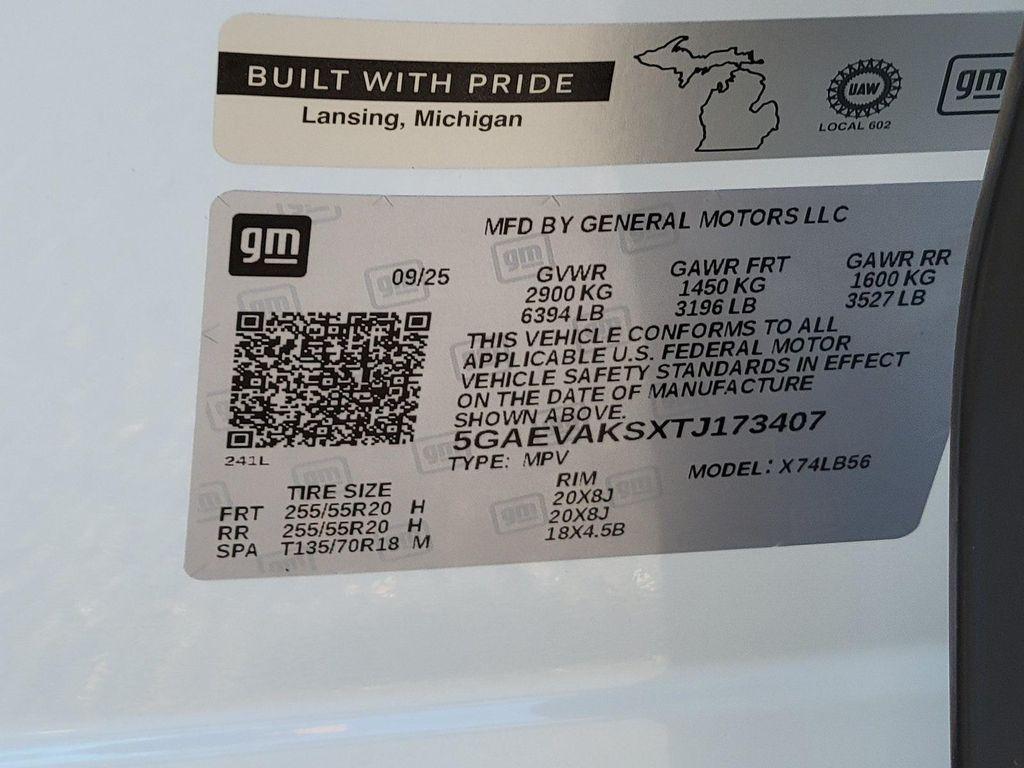 BUILT WITH PRIDE
Lansing, Michigan
UAW
LOCAL 602
gm
gm
MFD BY GENERAL MOTORS LLC
09/25
GVWR
2900 KG
6394 LB
GAWR FRT
1450 KG
3196 LB
GAWR RR
1600 KG
3527 LB
THIS VEHICLE CONFORMS TO ALL
APPLICABLE U.S. FEDERAL MOTOR
VEHICLE SAFETY STANDARDS IN EFFECT
ON THE DATE OF MANUFACTURE
SHOWN ABOVE.
5GAEVAKSXTJ173407
TYPE: MPV
MODEL: X74LB56
241L
TIRE SIZE
RIM
FRT 255/55R20 H 20X8J
RR 255/55R20 H 20X8J
SPA T135/70R18 M 18X4.5B